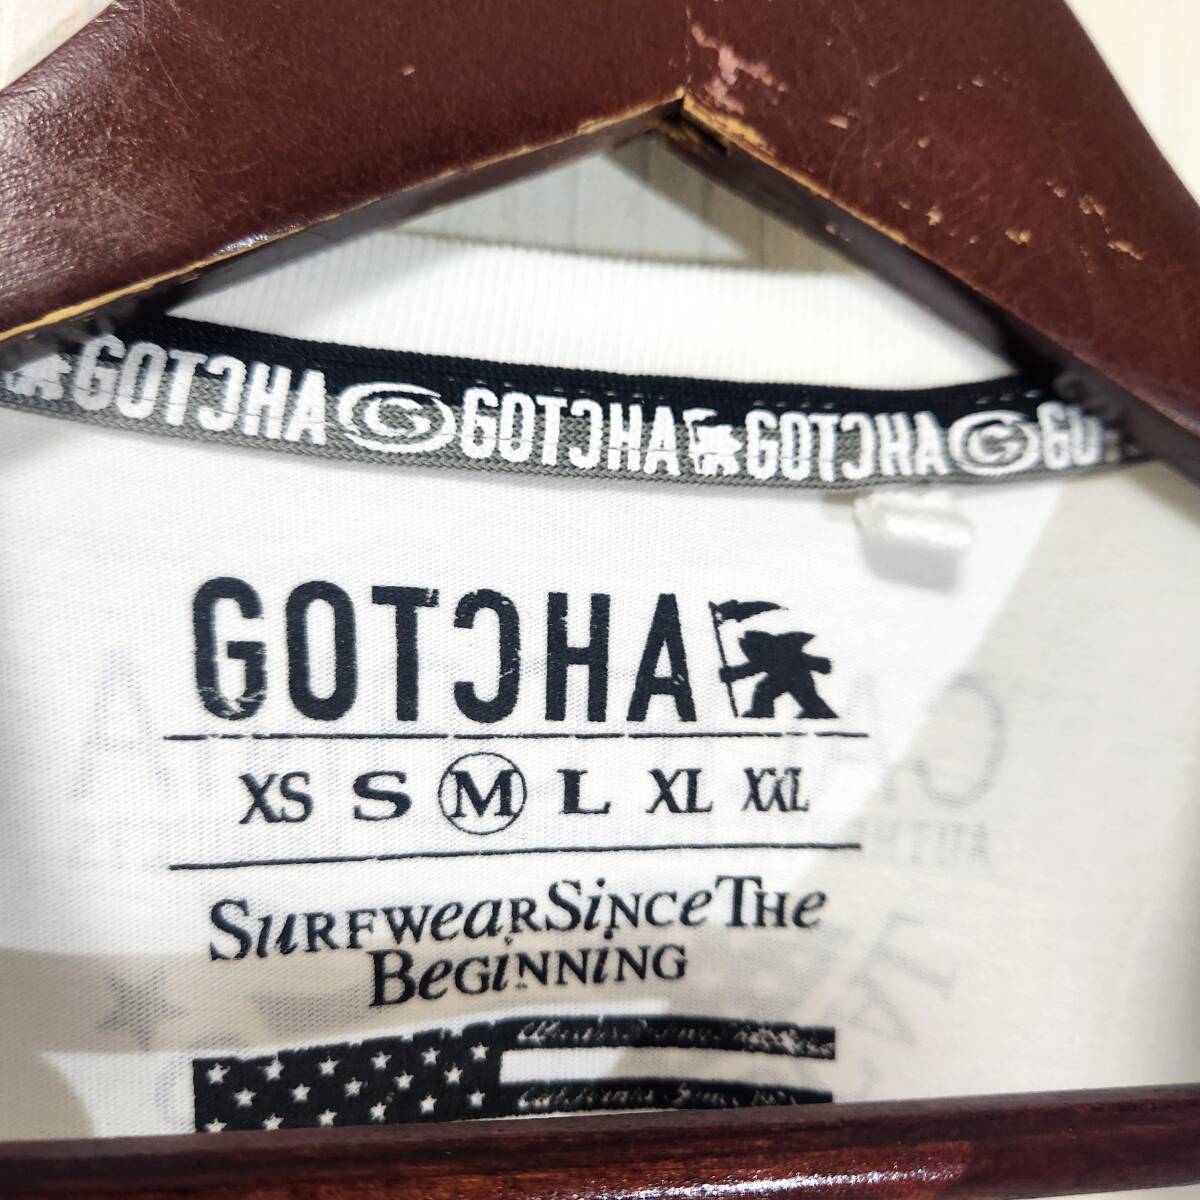 GOTCHA G GOTCHA GOTCHA G GO
GOTCHA
XS S M L XL XXL
SURFWEAR SINCE THE
BEGINNING